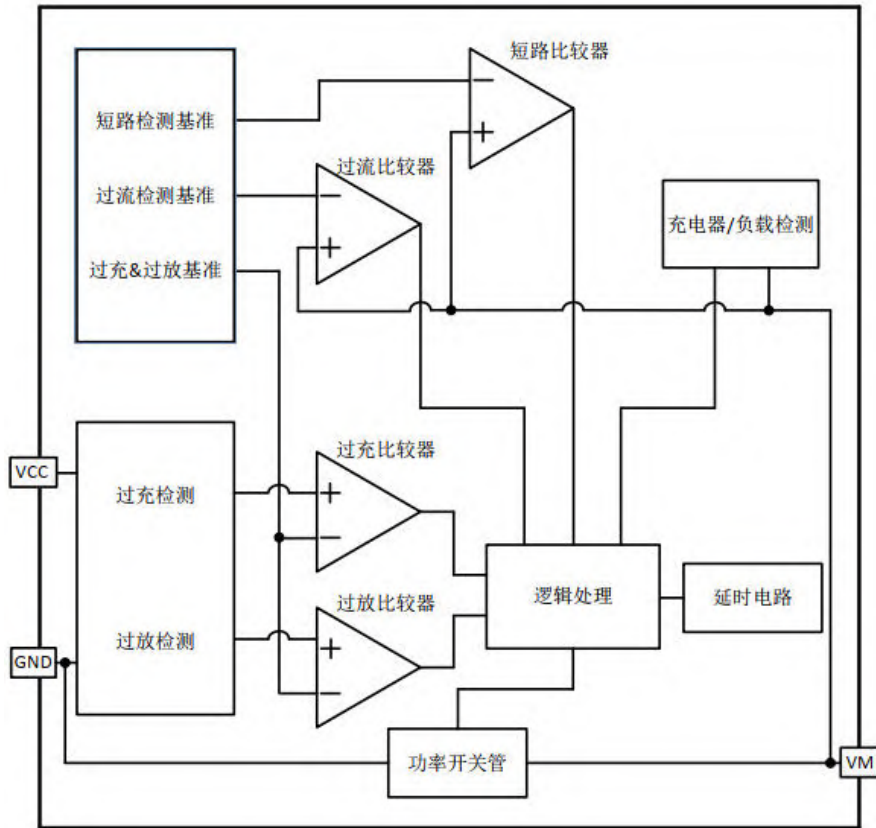 短路比较器
短路检测基准
过流比较器
过流检测基准
充电器/负载检测
过充&过放基准
过充比较器
VCC
过充检测
逻辑处理
延时电路
过放比较器
过放检测
GND
功率开关管
VM